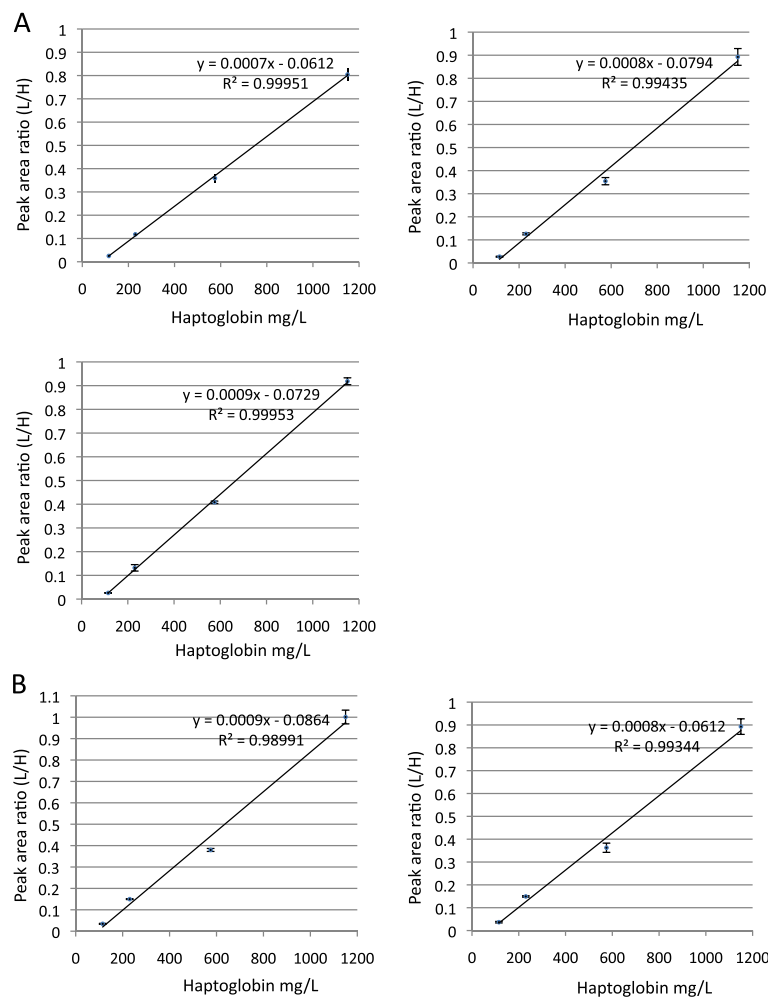 A
y = 0.0007x - 0.0612
R² = 0.99951
Peak area ratio (L/H)
1
0.9
0.8
0.7
0.6
0.5
0.4
0.3
0.2
0.1
0
0 200 400 600 800 1000 1200
Haptoglobin mg/L
y = 0.0008x - 0.0794
R² = 0.99435
Peak area ratio (L/H)
1
0.9
0.8
0.7
0.6
0.5
0.4
0.3
0.2
0.1
0
0 200 400 600 800 1000 1200
Haptoglobin mg/L
y = 0.0009x - 0.0729
R² = 0.99953
Peak area ratio (L/H)
1
0.9
0.8
0.7
0.6
0.5
0.4
0.3
0.2
0.1
0
0 200 400 600 800 1000 1200
Haptoglobin mg/L
B
y = 0.0009x - 0.0864
R² = 0.98991
Peak area ratio (L/H)
1.1
1
0.9
0.8
0.7
0.6
0.5
0.4
0.3
0.2
0.1
0
0 200 400 600 800 1000 1200
Haptoglobin mg/L
y = 0.0008x - 0.0612
R² = 0.99344
Peak area ratio (L/H)
1
0.9
0.8
0.7
0.6
0.5
0.4
0.3
0.2
0.1
0
0 200 400 600 800 1000 1200
Haptoglobin mg/L